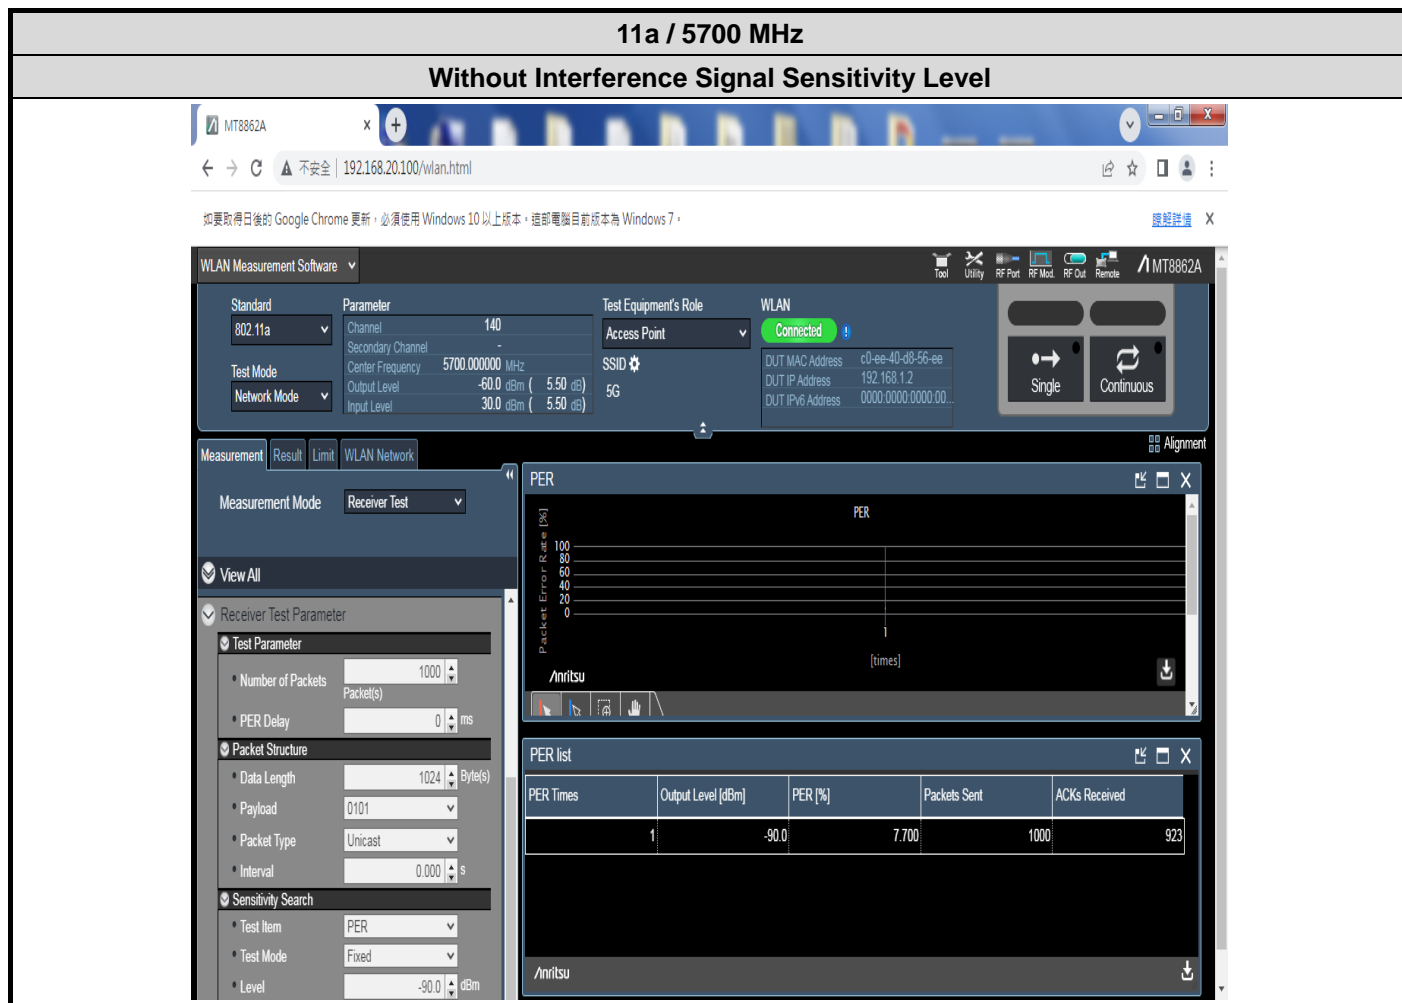 11a / 5700 MHz
Without Interference Signal Sensitivity Level
MT8862A
不安全 | 192.168.20.100/wlan.html
如要取得日後的 Google Chrome 更新，必須使用 Windows 10 以上版本。這部電腦目前版本為 Windows 7。
瞭解詳情
WLAN Measurement Software
Tool Utility RF Port RF Mod. RF Out Remote
MT8862A
Standard Parameter Test Equipment's Role WLAN
802.11a Channel 140 Access Point Connected
Secondary Channel -
Test Mode Center Frequency 5700.000000 MHz SSID DUT MAC Address c0-ee-40-d8-56-ee
Network Mode Output Level -60.0 dBm ( 5.50 dB) 5G DUT IP Address 192.168.1.2
Input Level 30.0 dBm ( 5.50 dB) DUT IPv6 Address 0000:0000:0000:00...
Single Continuous
Alignment
Measurement Result Limit WLAN Network
Measurement Mode Receiver Test
View All
Receiver Test Parameter
Test Parameter
Number of Packets 1000
Packet(s)
PER Delay 0 ms
Packet Structure
Data Length 1024 Byte(s)
Payload 0101
Packet Type Unicast
Interval 0.000 s
Sensitivity Search
Test Item PER
Test Mode Fixed
Level -90.0 dBm
PER
PER
Packet Error Rate [%]
100
80
60
40
20
0
1
[times]
Anritsu
PER list
PER Times Output Level [dBm] PER [%] Packets Sent ACKs Received
1 -90.0 7.700 1000 923
Anritsu